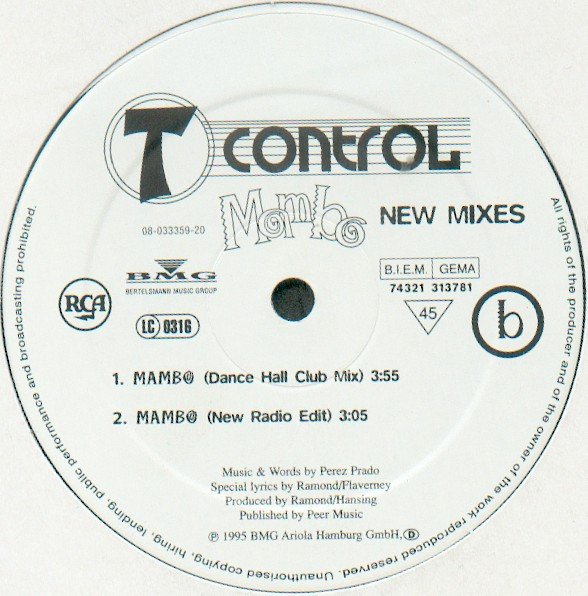 T CONTROL
Mambo NEW MIXES
08-033359-20
BMG
BERTELSMANN MUSIC GROUP
B.I.E.M. GEMA
74321 313781
RCA
LC 0316
45
b
1. MAMBO (Dance Hall Club Mix) 3:55
2. MAMBO (New Radio Edit) 3:05
Music & Words by Perez Prado
Special lyrics by Ramond/Flaverney
Produced by Ramond/Hansing
Published by Peer Music
Ⓟ 1995 BMG Ariola Hamburg GmbH, Ⓓ
All rights of the producer and of the owner of the work reproduced reserved. Unauthorised copying, hiring, lending, public performance and broadcasting prohibited.